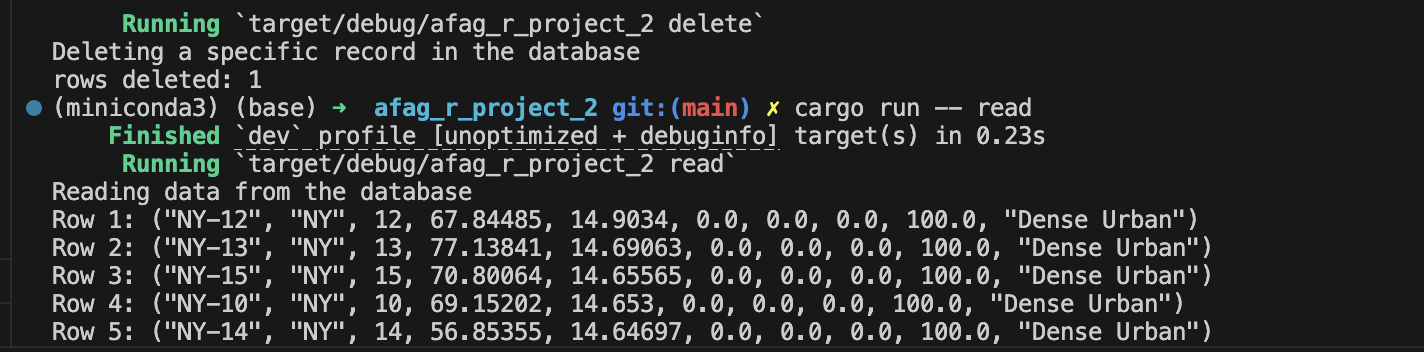 Running `target/debug/afag_r_project_2 delete`
Deleting a specific record in the database
rows deleted: 1
(miniconda3) (base) ➜ afag_r_project_2 git:(main) ✗ cargo run -- read
Finished `dev` profile [unoptimized + debuginfo] target(s) in 0.23s
Running `target/debug/afag_r_project_2 read`
Reading data from the database
Row 1: ("NY-12", "NY", 12, 67.84485, 14.9034, 0.0, 0.0, 0.0, 100.0, "Dense Urban")
Row 2: ("NY-13", "NY", 13, 77.13841, 14.69063, 0.0, 0.0, 0.0, 100.0, "Dense Urban")
Row 3: ("NY-15", "NY", 15, 70.80064, 14.65565, 0.0, 0.0, 0.0, 100.0, "Dense Urban")
Row 4: ("NY-10", "NY", 10, 69.15202, 14.653, 0.0, 0.0, 0.0, 100.0, "Dense Urban")
Row 5: ("NY-14", "NY", 14, 56.85355, 14.64697, 0.0, 0.0, 0.0, 100.0, "Dense Urban")